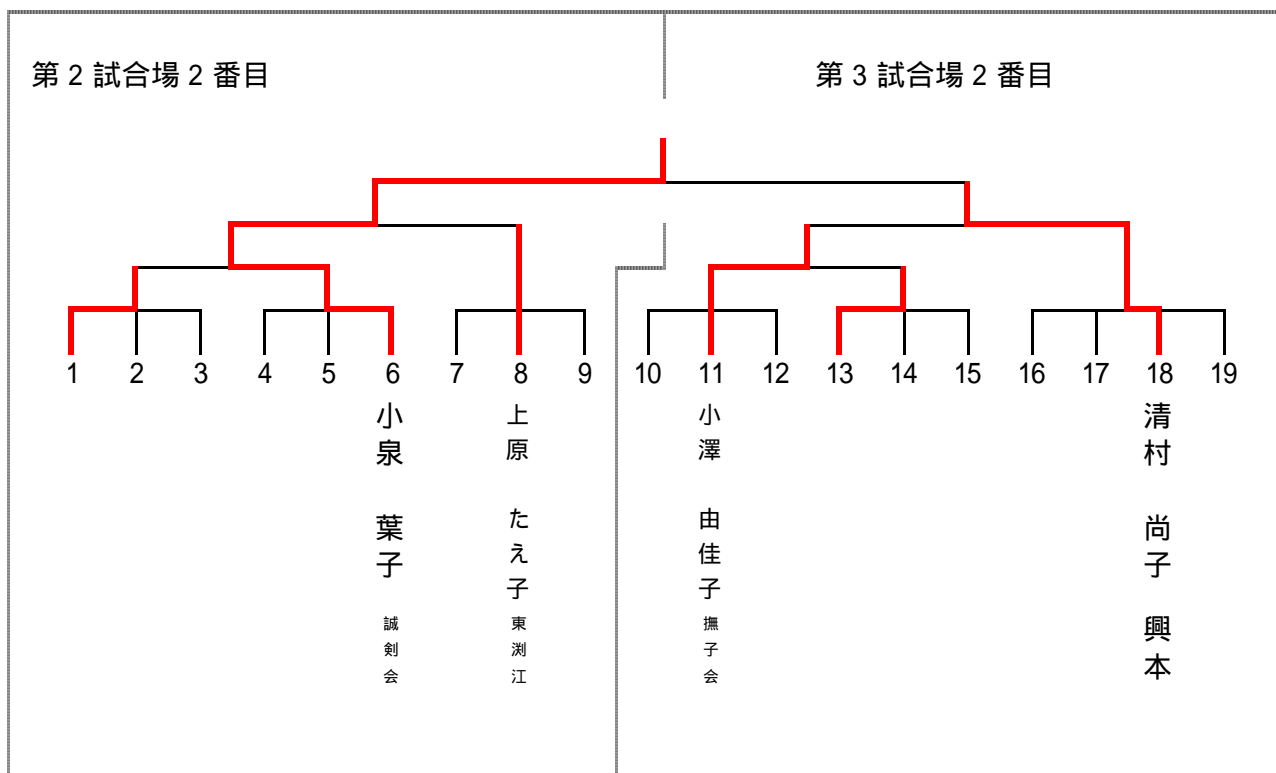 第2試合場2番目
第3試合場2番目
1 2 3 4 5 6 7 8 9 10 11 12 13 14 15 16 17 18 19
小泉 葉子 誠剣会
上原 たえ子 東渕江
小澤 由佳子 撫子会
清村 尚子 興本